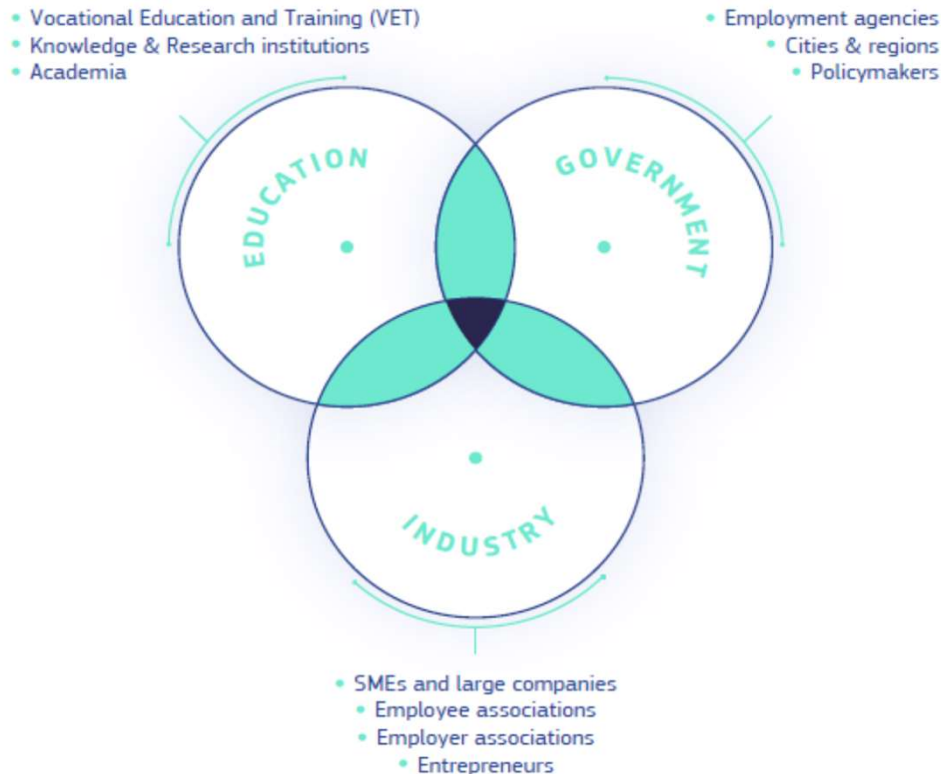 • Vocational Education and Training (VET)
• Knowledge & Research institutions
• Academia
• Employment agencies
• Cities & regions
• Policymakers
EDUCATION
GOVERNMENT
INDUSTRY
• SMEs and large companies
• Employee associations
• Employer associations
• Entrepreneurs